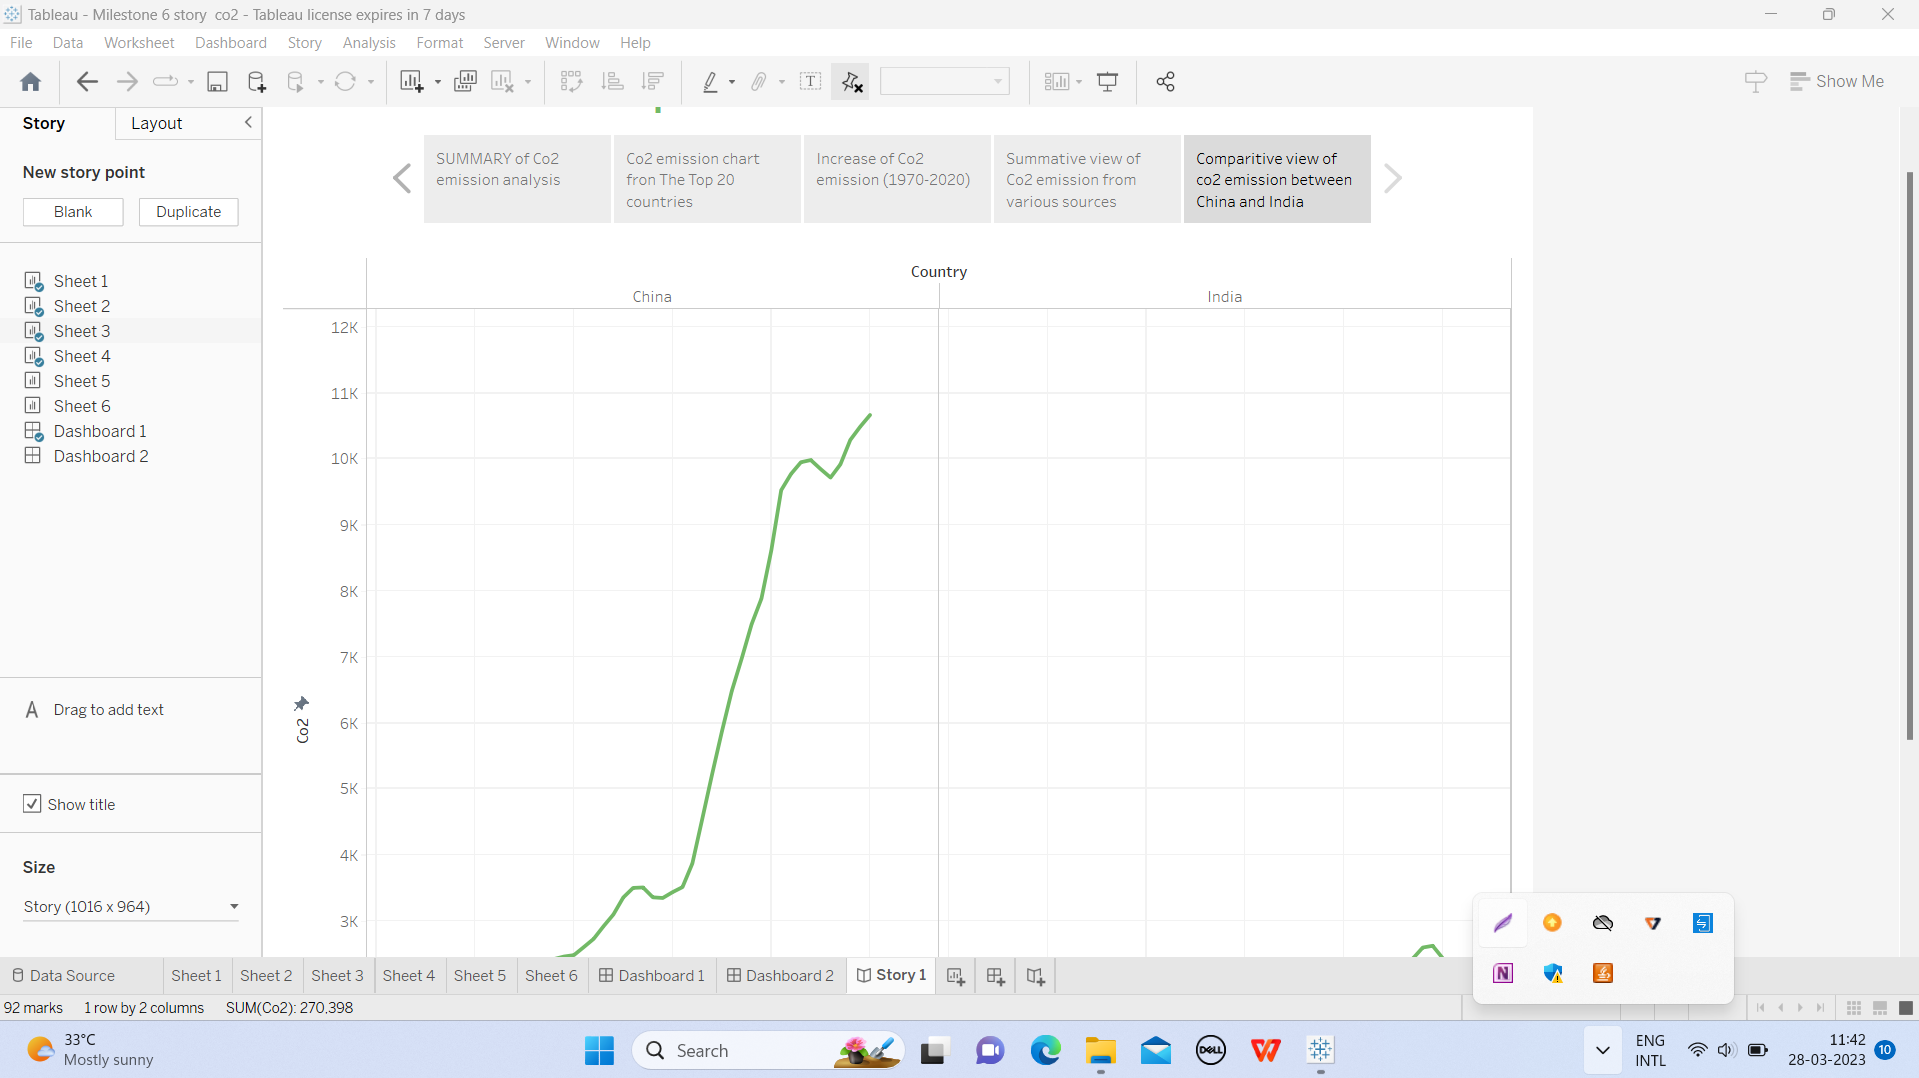 Tableau - Milestone 6 story  co2 - Tableau license expires in 7 days
File Data Worksheet Dashboard Story Analysis Format Server Window Help
Show Me
Story Layout
New story point
Blank Duplicate
Sheet 1
Sheet 2
Sheet 3
Sheet 4
Sheet 5
Sheet 6
Dashboard 1
Dashboard 2
Drag to add text
Show title
Size
Story (1016 x 964)
SUMMARY of Co2
emission analysis
Co2 emission chart
fron The Top 20
countries
Increase of Co2
emission (1970-2020)
Summative view of
Co2 emission from
various sources
Comparitive view of
co2 emission between
China and India
Country
China India
12K
11K
10K
9K
8K
7K
6K
5K
4K
3K
Co2
Data Source Sheet 1 Sheet 2 Sheet 3 Sheet 4 Sheet 5 Sheet 6 Dashboard 1 Dashboard 2 Story 1
92 marks 1 row by 2 columns SUM(Co2): 270,398
33°C
Mostly sunny
Search
DELL
ENG
INTL
11:42
28-03-2023
10